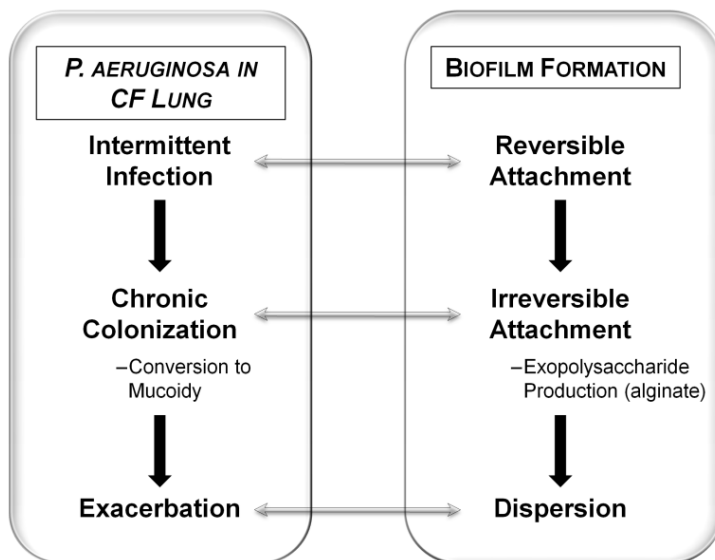 P. AERUGINOSA IN
CF LUNG
Intermittent
Infection
Chronic
Colonization
–Conversion to
Mucoidy
Exacerbation
BIOFILM FORMATION
Reversible
Attachment
Irreversible
Attachment
–Exopolysaccharide
Production (alginate)
Dispersion